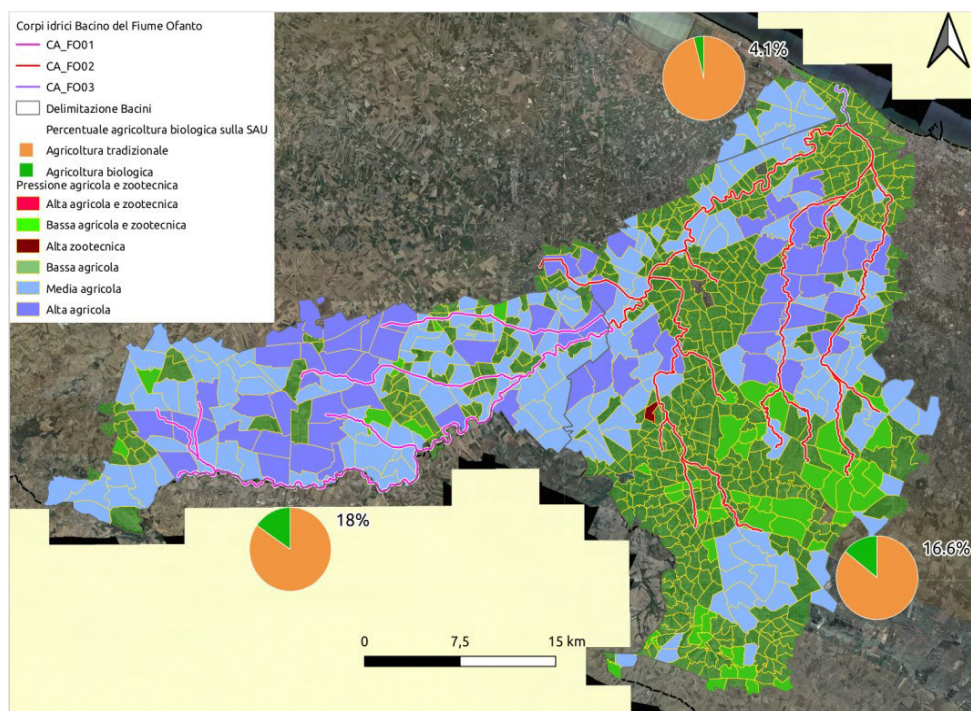 Corpi idrici Bacino del Fiume Ofanto
CA_FO01
CA_FO02
CA_FO03
Delimitazione Bacini
Percentuale agricoltura biologica sulla SAU
Agricoltura tradizionale
Agricoltura biologica
Pressione agricola e zootecnica
Alta agricola e zootecnica
Bassa agricola e zootecnica
Alta zootecnica
Bassa agricola
Media agricola
Alta agricola
4.1%
18%
16.6%
0 7,5 15 km